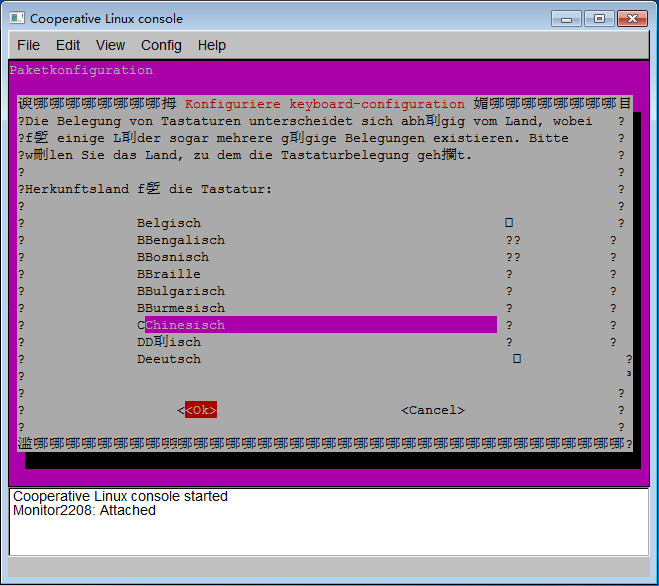 Cooperative Linux console
File Edit View Config Help
Paketkonfiguration
谀哪哪哪哪哪哪哪哪拇 Konfiguriere keyboard-configuration 媚哪哪哪哪哪哪哪哪目
?Die Belegung von Tastaturen unterscheidet sich abh刵gig vom Land, wobei ?
?f埑 einige L刵der sogar mehrere g刵gige Belegungen existieren. Bitte ?
?w刪len Sie das Land, zu dem die Tastaturbelegung geh攔t. ?
? ?
?Herkunftsland f埑 die Tastatur: ?
? ?
? Belgisch ?
? BBengalisch ?? ?
? BBosnisch ?? ?
? BBraille ? ?
? BBulgarisch ? ?
? BBurmesisch ? ?
? CChinesisch ? ?
? DD刵isch ? ?
? Deeutsch ?
? ³
? ?
? <<Ok> <Cancel> ?
? ?
滥哪哪哪哪哪哪哪哪哪哪哪哪哪哪哪哪哪哪哪哪哪哪哪哪哪哪哪哪哪哪哪哪哪哪哪哪?
Cooperative Linux console started
Monitor2208: Attached